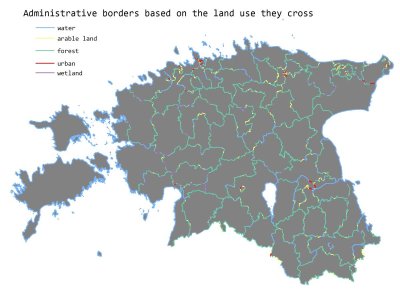 Administrative borders based on the land use they cross
water
arable land
forest
urban
wetland